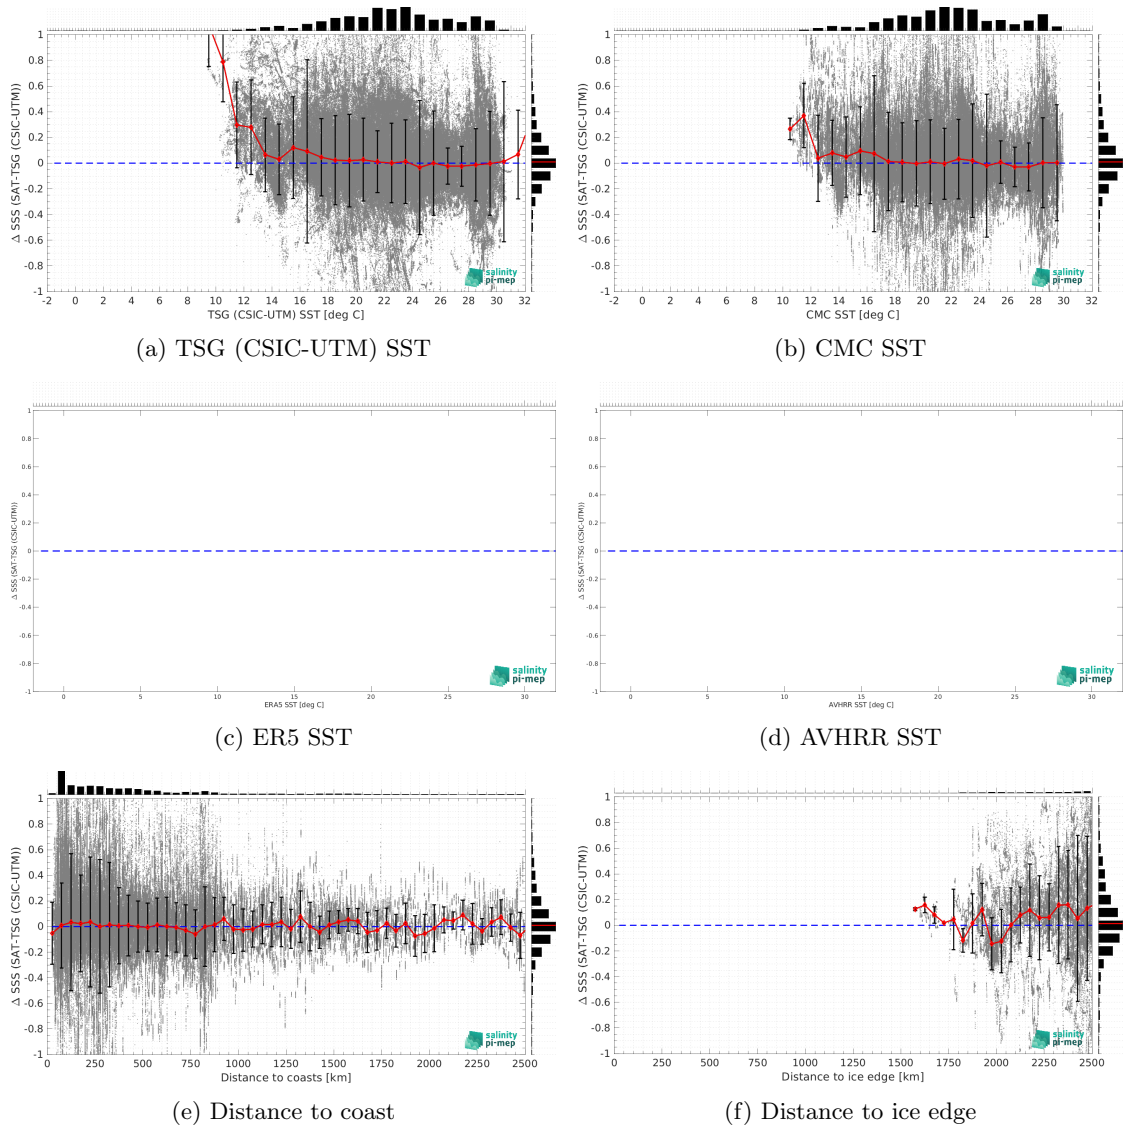 1
0.8
0.6
0.4
0.2
0
-0.2
-0.4
-0.6
-0.8
-1
Δ SSS (SAT-TSG (CSIC-UTM))
salinity
pi-mep
-2 0 2 4 6 8 10 12 14 16 18 20 22 24 26 28 30 32
TSG (CSIC-UTM) SST [deg C]
(a) TSG (CSIC-UTM) SST
1
0.8
0.6
0.4
0.2
0
-0.2
-0.4
-0.6
-0.8
-1
Δ SSS (SAT-TSG (CSIC-UTM))
salinity
pi-mep
-2 0 2 4 6 8 10 12 14 16 18 20 22 24 26 28 30 32
CMC SST [deg C]
(b) CMC SST
1
0.8
0.6
0.4
0.2
0
-0.2
-0.4
-0.6
-0.8
-1
Δ SSS (SAT-TSG (CSIC-UTM))
salinity
pi-mep
0 5 10 15 20 25 30
ERA5 SST [deg C]
(c) ER5 SST
1
0.8
0.6
0.4
0.2
0
-0.2
-0.4
-0.6
-0.8
-1
Δ SSS (SAT-TSG (CSIC-UTM))
salinity
pi-mep
0 5 10 15 20 25 30
AVHRR SST [deg C]
(d) AVHRR SST
1
0.8
0.6
0.4
0.2
0
-0.2
-0.4
-0.6
-0.8
-1
Δ SSS (SAT-TSG (CSIC-UTM))
salinity
pi-mep
0 250 500 750 1000 1250 1500 1750 2000 2250 2500
Distance to coasts [km]
(e) Distance to coast
1
0.8
0.6
0.4
0.2
0
-0.2
-0.4
-0.6
-0.8
-1
Δ SSS (SAT-TSG (CSIC-UTM))
salinity
pi-mep
0 250 500 750 1000 1250 1500 1750 2000 2250 2500
Distance to ice edge [km]
(f) Distance to ice edge